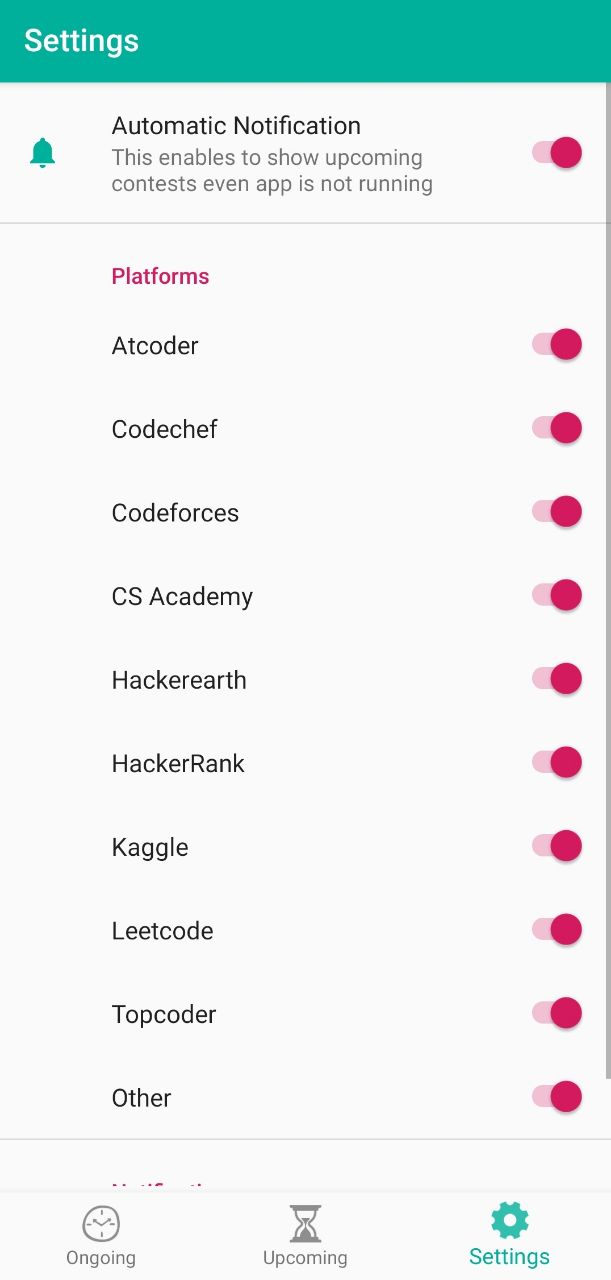 Settings
Automatic Notification
This enables to show upcoming
contests even app is not running
Platforms
Atcoder
Codechef
Codeforces
CS Academy
Hackerearth
HackerRank
Kaggle
Leetcode
Topcoder
Other
Ongoing
Upcoming
Settings